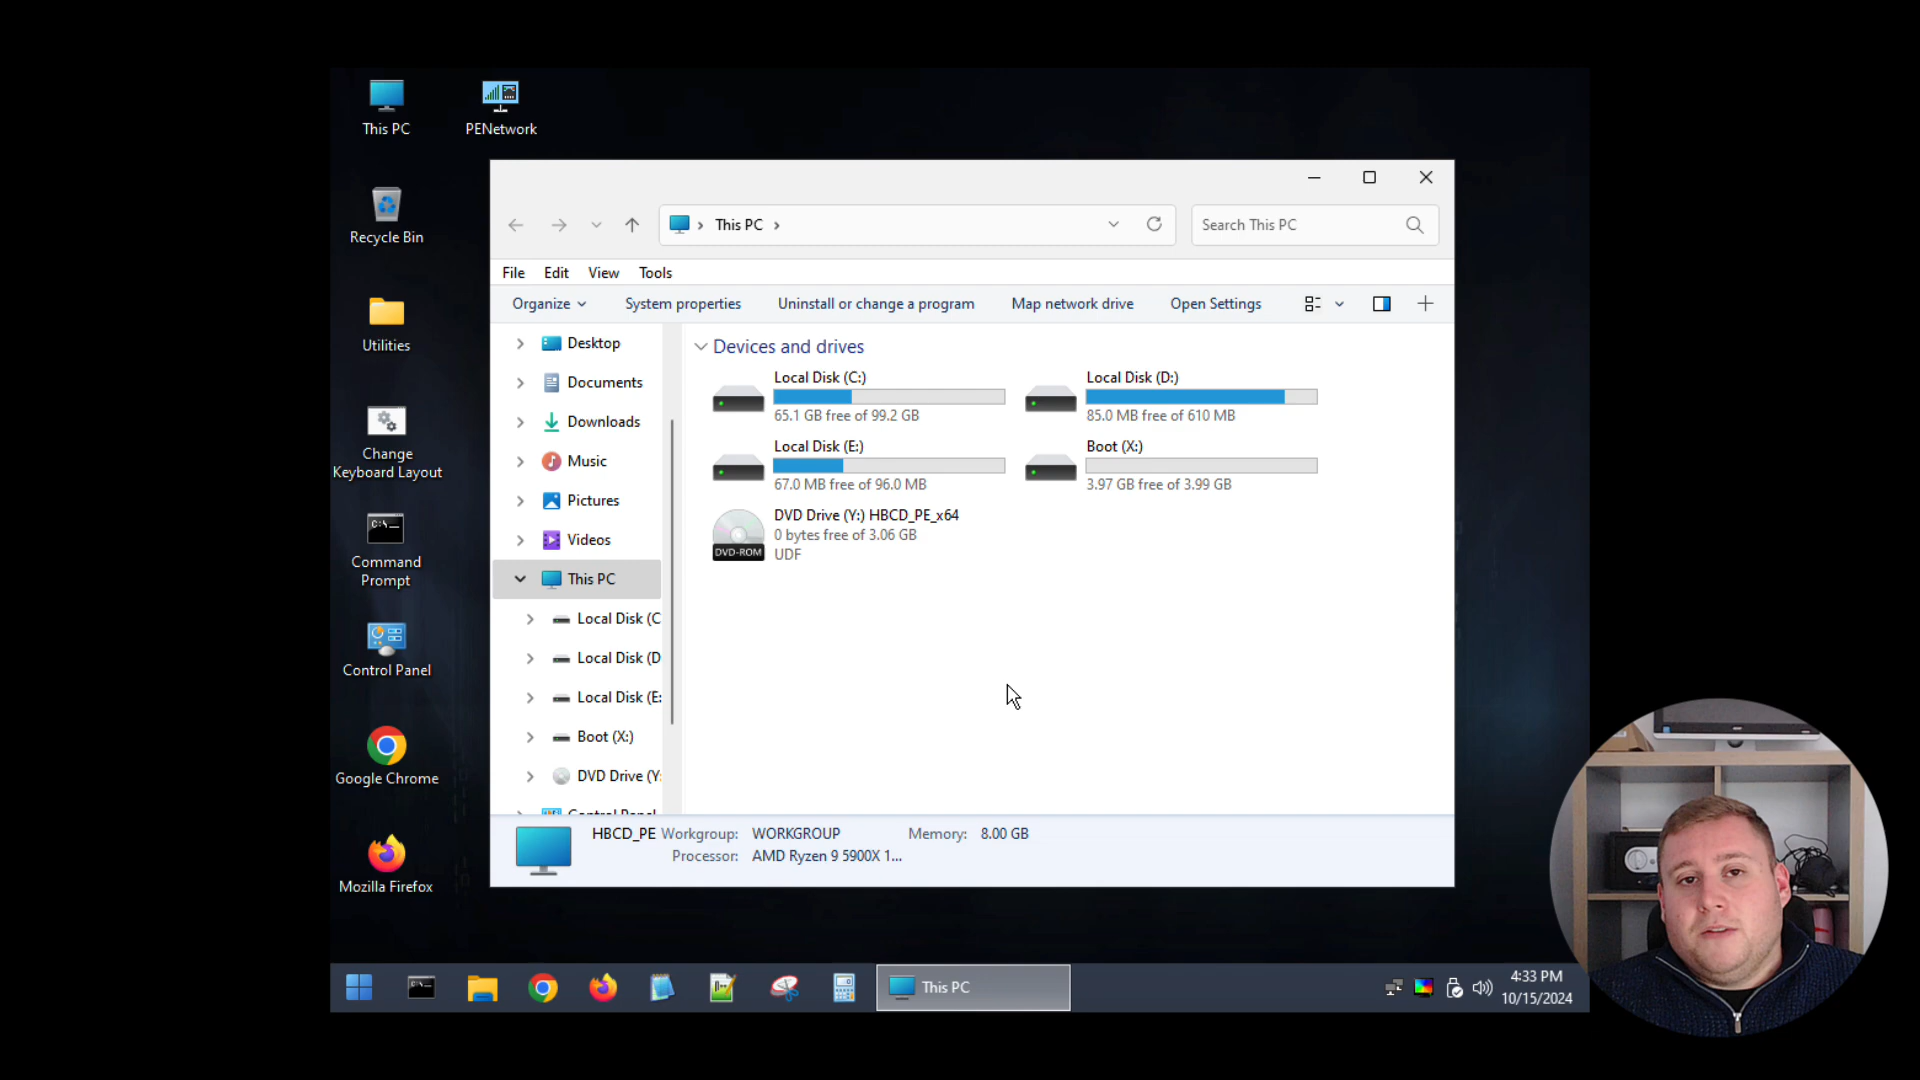 This PC
PENetwork
Recycle Bin
Utilities
Change
Keyboard Layout
C:\_
Command
Prompt
Control Panel
Google Chrome
Mozilla Firefox
This PC
Search This PC
File Edit View Tools
Organize System properties Uninstall or change a program Map network drive Open Settings
Desktop
Documents
Downloads
Music
Pictures
Videos
This PC
Local Disk (C
Local Disk (D
Local Disk (E:
Boot (X:)
DVD Drive (Y:
Control Panel
Devices and drives
Local Disk (C:)
65.1 GB free of 99.2 GB
Local Disk (D:)
85.0 MB free of 610 MB
Local Disk (E:)
67.0 MB free of 96.0 MB
Boot (X:)
3.97 GB free of 3.99 GB
DVD Drive (Y:) HBCD_PE_x64
0 bytes free of 3.06 GB
UDF
DVD-ROM
HBCD_PE Workgroup: WORKGROUP Memory: 8.00 GB
Processor: AMD Ryzen 9 5900X 1...
This PC
4:33 PM
10/15/2024